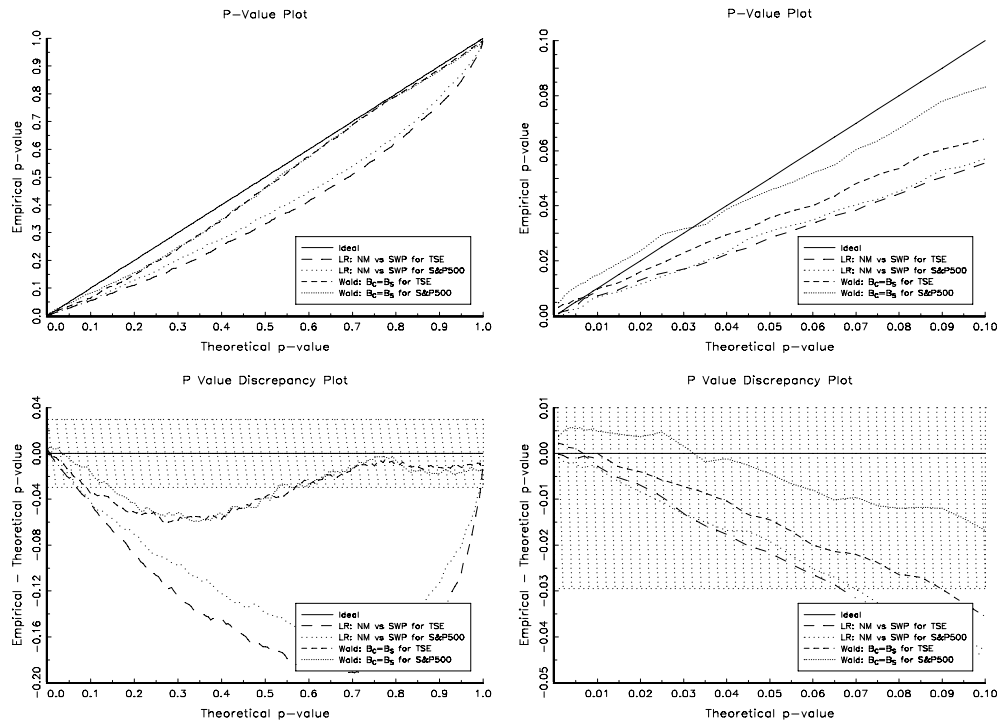 P-Value Plot
Empirical p-value
1.0
0.9
0.8
0.7
0.6
0.5
0.4
0.3
0.2
0.1
0.0
Ideal
LR: NM vs SWP for TSE
LR: NM vs SWP for S&P500
Wald: BC=BS for TSE
Wald: BC=BS for S&P500
0.0 0.1 0.2 0.3 0.4 0.5 0.6 0.7 0.8 0.9 1.0
Theoretical p-value
P-Value Plot
Empirical p-value
0.10
0.08
0.06
0.04
0.02
0.00
Ideal
LR: NM vs SWP for TSE
LR: NM vs SWP for S&P500
Wald: BC=BS for TSE
Wald: BC=BS for S&P500
0.01 0.02 0.03 0.04 0.05 0.06 0.07 0.08 0.09 0.10
Theoretical p-value
P Value Discrepancy Plot
Empirical - Theoretical p-value
0.04
0.00
-0.04
-0.08
-0.12
-0.16
-0.20
Ideal
LR: NM vs SWP for TSE
LR: NM vs SWP for S&P500
Wald: BC=BS for TSE
Wald: BC=BS for S&P500
0.0 0.1 0.2 0.3 0.4 0.5 0.6 0.7 0.8 0.9 1.0
Theoretical p-value
P Value Discrepancy Plot
Empirical - Theoretical p-value
0.01
0.00
-0.01
-0.02
-0.03
-0.04
-0.05
Ideal
LR: NM vs SWP for TSE
LR: NM vs SWP for S&P500
Wald: BC=BS for TSE
Wald: BC=BS for S&P500
0.01 0.02 0.03 0.04 0.05 0.06 0.07 0.08 0.09 0.10
Theoretical p-value